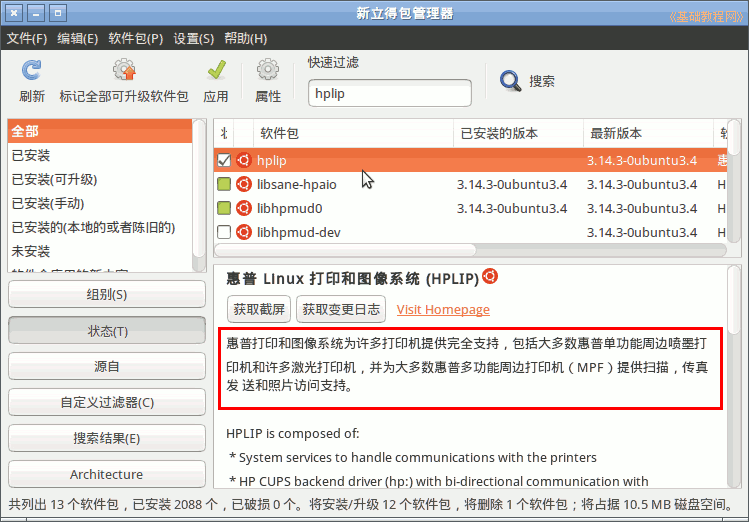 新立得包管理器
《基础教程网》
文件(F) 编辑(E) 软件包(P) 设置(S) 帮助(H)
快速过滤
刷新 标记全部可升级软件包 应用 属性 hplip 搜索
全部
已安装
已安装(可升级)
已安装(手动)
已安装的(本地的或者陈旧的)
未安装
组别(S)
状态(T)
源自
自定义过滤器(C)
搜索结果(E)
Architecture
软件包 已安装的版本 最新版本
hplip 3.14.3-0ubuntu3.4 惠
libsane-hpaio 3.14.3-0ubuntu3.4 3.14.3-0ubuntu3.4 H
libhpmud0 3.14.3-0ubuntu3.4 3.14.3-0ubuntu3.4 H
libhpmud-dev 3.14.3-0ubuntu3.4 H
惠普 Linux 打印和图像系统 (HPLIP)
获取截屏 获取变更日志 Visit Homepage
惠普打印和图像系统为许多打印机提供完全支持，包括大多数惠普单功能周边喷墨打
印机和许多激光打印机，并为大多数惠普多功能周边打印机（MPF）提供扫描，传真
发 送和照片访问支持。
HPLIP is composed of:
* System services to handle communications with the printers
* HP CUPS backend driver (hp:) with bi-directional communication with
共列出 13 个软件包，已安装 2088 个，已破损 0 个。将安装/升级 12 个软件包，将删除 1 个软件包；将占据 10.5 MB 磁盘空间。